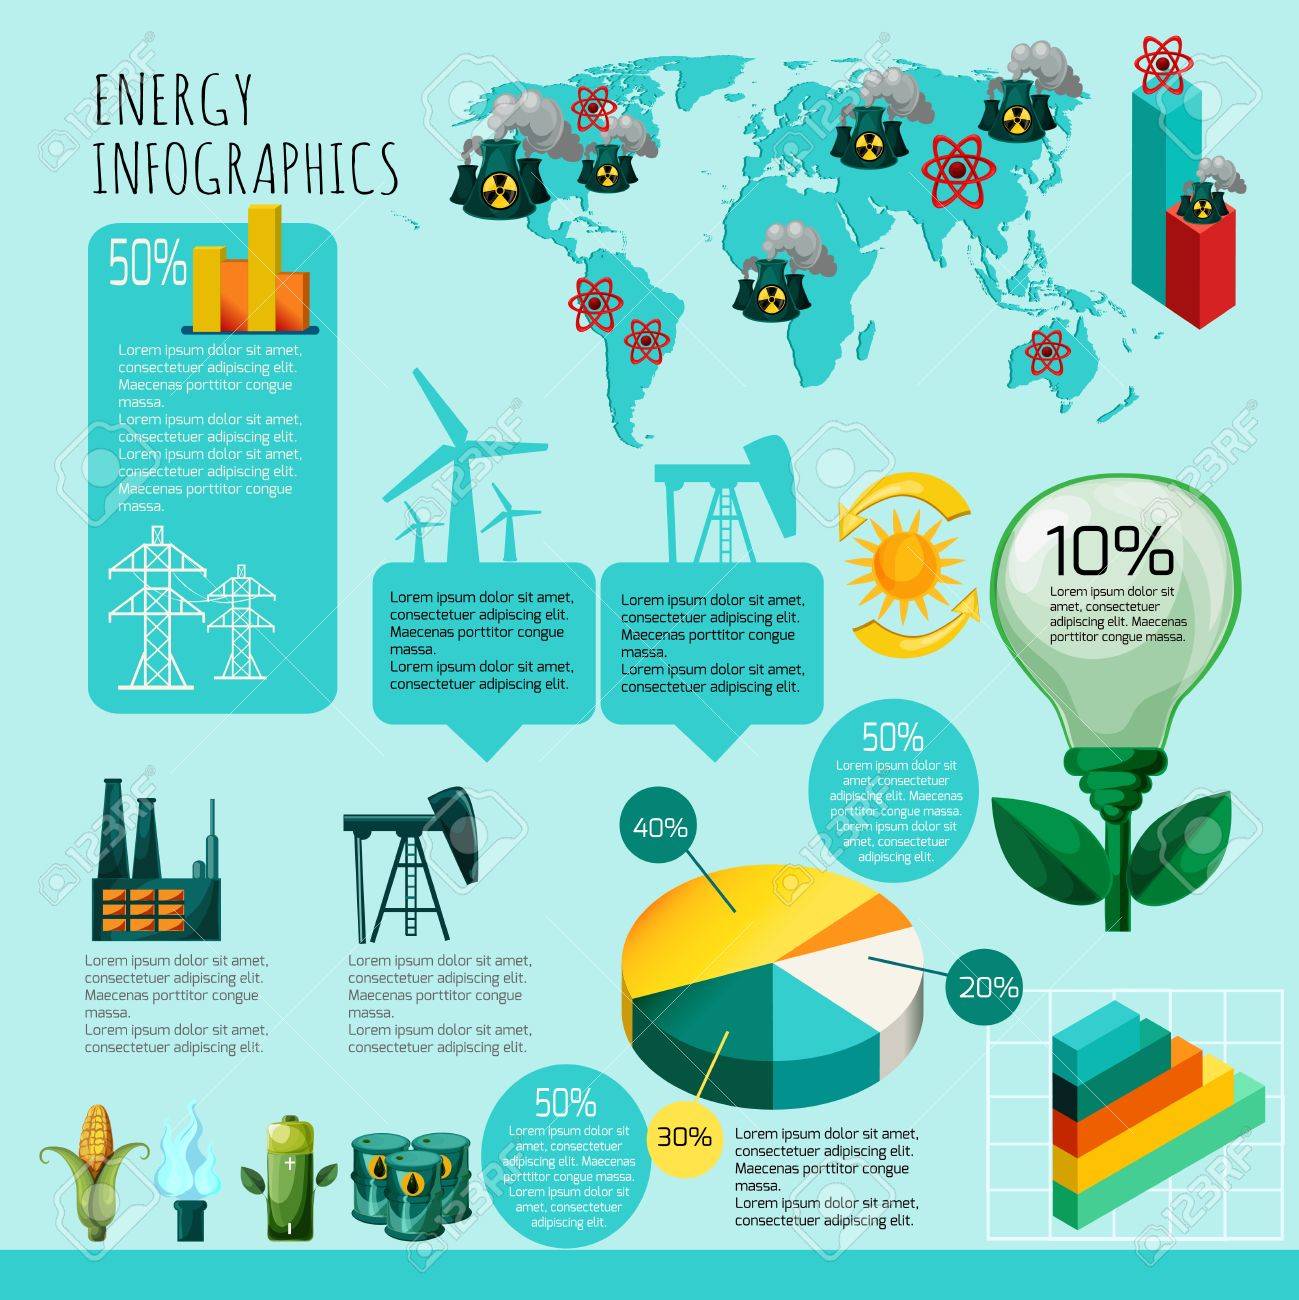 ENERGY
INFOGRAPHICS
50%
Lorem ipsum dolor sit amet,
consectetuer adipiscing elit.
Maecenas porttitor congue
massa.
Lorem ipsum dolor sit amet,
consectetuer adipiscing elit.
Lorem ipsum dolor sit amet,
consectetuer adipiscing elit.
Maecenas porttitor congue
massa.
Lorem ipsum dolor sit amet,
consectetuer adipiscing elit.
Maecenas porttitor congue
massa.
Lorem ipsum dolor sit amet,
consectetuer adipiscing elit.
Lorem ipsum dolor sit amet,
consectetuer adipiscing elit.
Maecenas porttitor congue
massa.
Lorem ipsum dolor sit amet,
consectetuer adipiscing elit.
10%
Lorem ipsum dolor sit
amet, consectetuer
adipiscing elit. Maecenas
porttitor congue massa.
50%
Lorem ipsum dolor sit
amet, consectetuer
adipiscing elit. Maecenas
porttitor congue massa.
Lorem ipsum dolor sit
amet, consectetuer
adipiscing elit.
40%
20%
30%
Lorem ipsum dolor sit amet,
consectetuer adipiscing elit.
Maecenas porttitor congue
massa.
Lorem ipsum dolor sit amet,
consectetuer adipiscing elit.
Lorem ipsum dolor sit amet,
consectetuer adipiscing elit.
Maecenas porttitor congue
massa.
Lorem ipsum dolor sit amet,
consectetuer adipiscing elit.
50%
Lorem ipsum dolor sit
amet, consectetuer
adipiscing elit. Maecenas
porttitor congue massa.
Lorem ipsum dolor sit
amet, consectetuer
adipiscing elit.
Lorem ipsum dolor sit amet,
consectetuer adipiscing elit.
Maecenas porttitor congue
massa.
Lorem ipsum dolor sit amet,
consectetuer adipiscing elit.
123RF